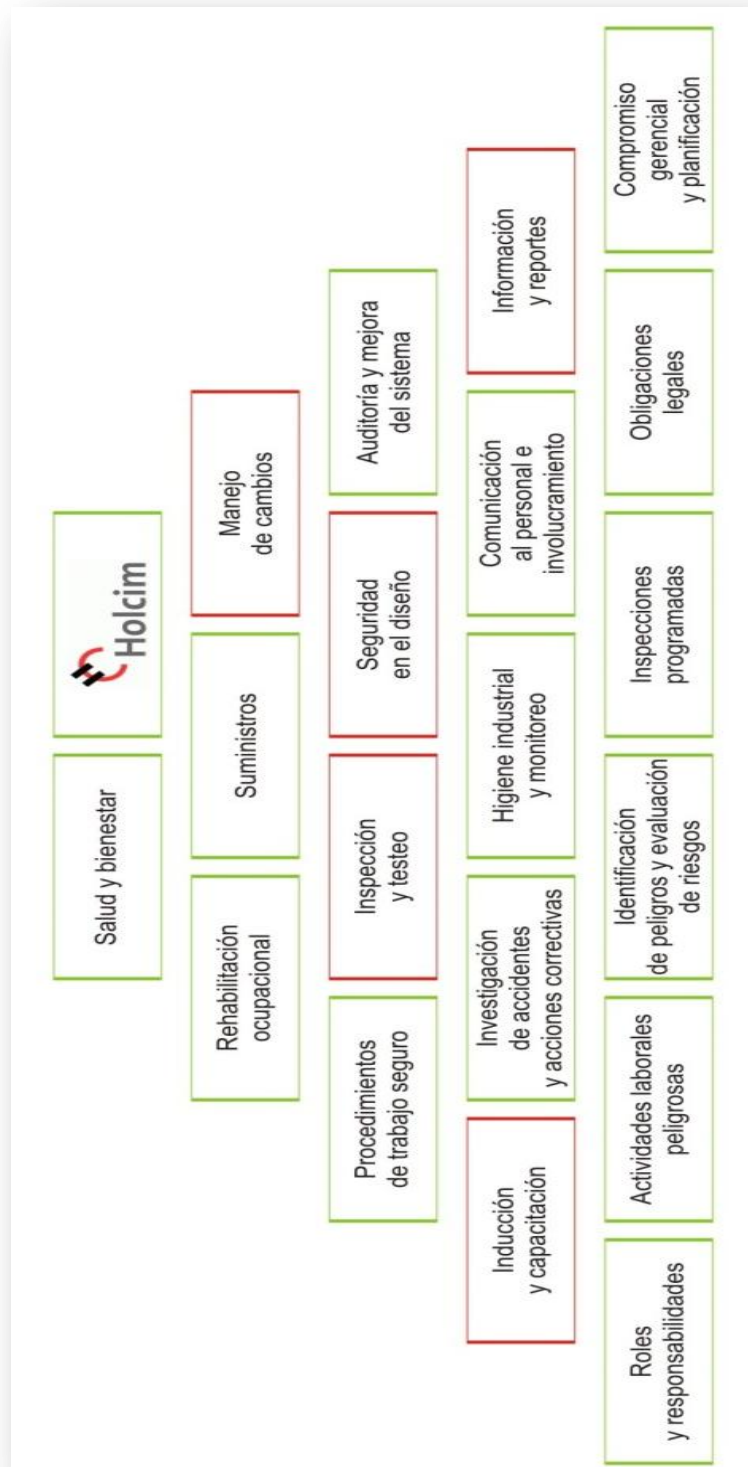 Salud y bienestar
Holcim
Rehabilitación
ocupacional
Suministros
Manejo
de cambios
Procedimientos
de trabajo seguro
Inspección
y testeo
Seguridad
en el diseño
Auditoría y mejora
del sistema
Inducción
y capacitación
Investigación
de accidentes
y acciones correctivas
Higiene industrial
y monitoreo
Comunicación
al personal e
involucramiento
Información
y reportes
Roles
y responsabilidades
Actividades laborales
peligrosas
Identificación
de peligros y evaluación
de riesgos
Inspecciones
programadas
Obligaciones
legales
Compromiso
gerencial
y planificación